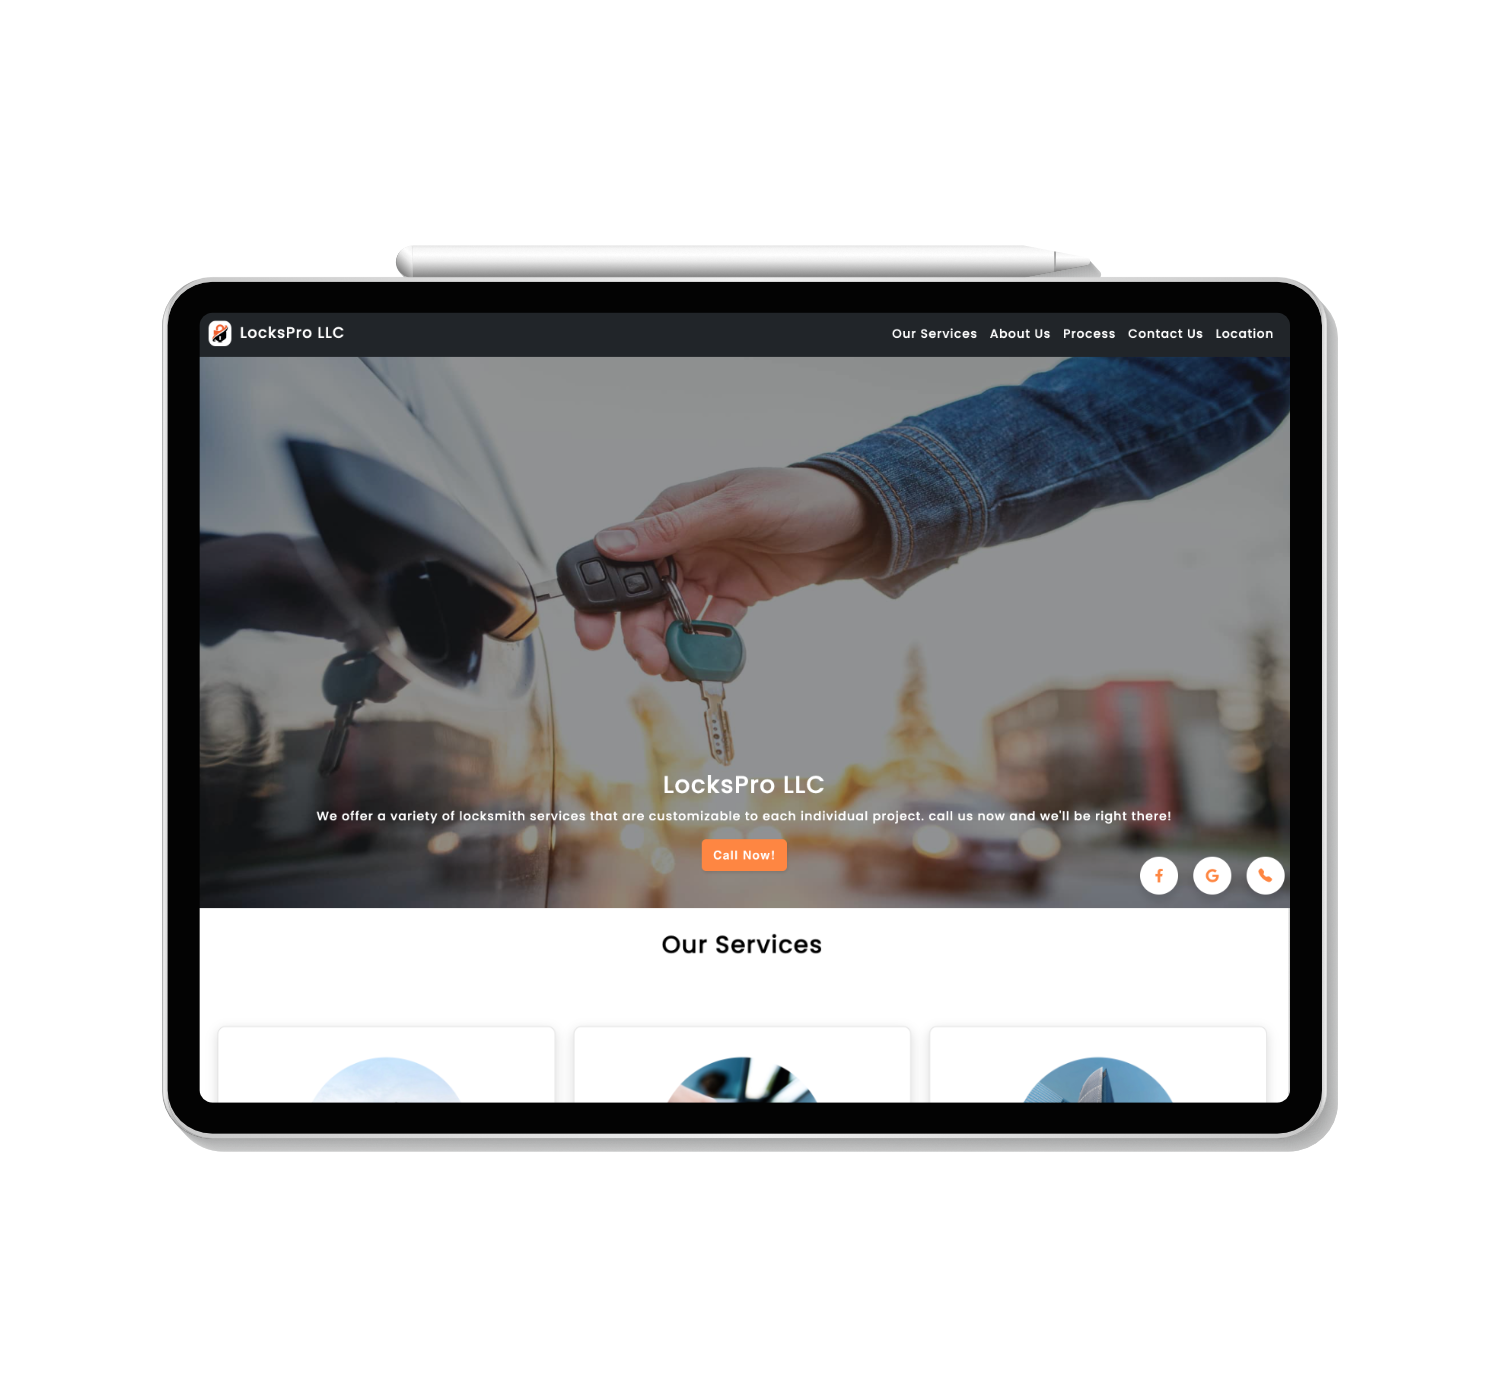 LocksPro LLC
Our Services About Us Process Contact Us Location
LocksPro LLC
We offer a variety of locksmith services that are customizable to each individual project. call us now and we'll be right there!
Call Now!
Our Services